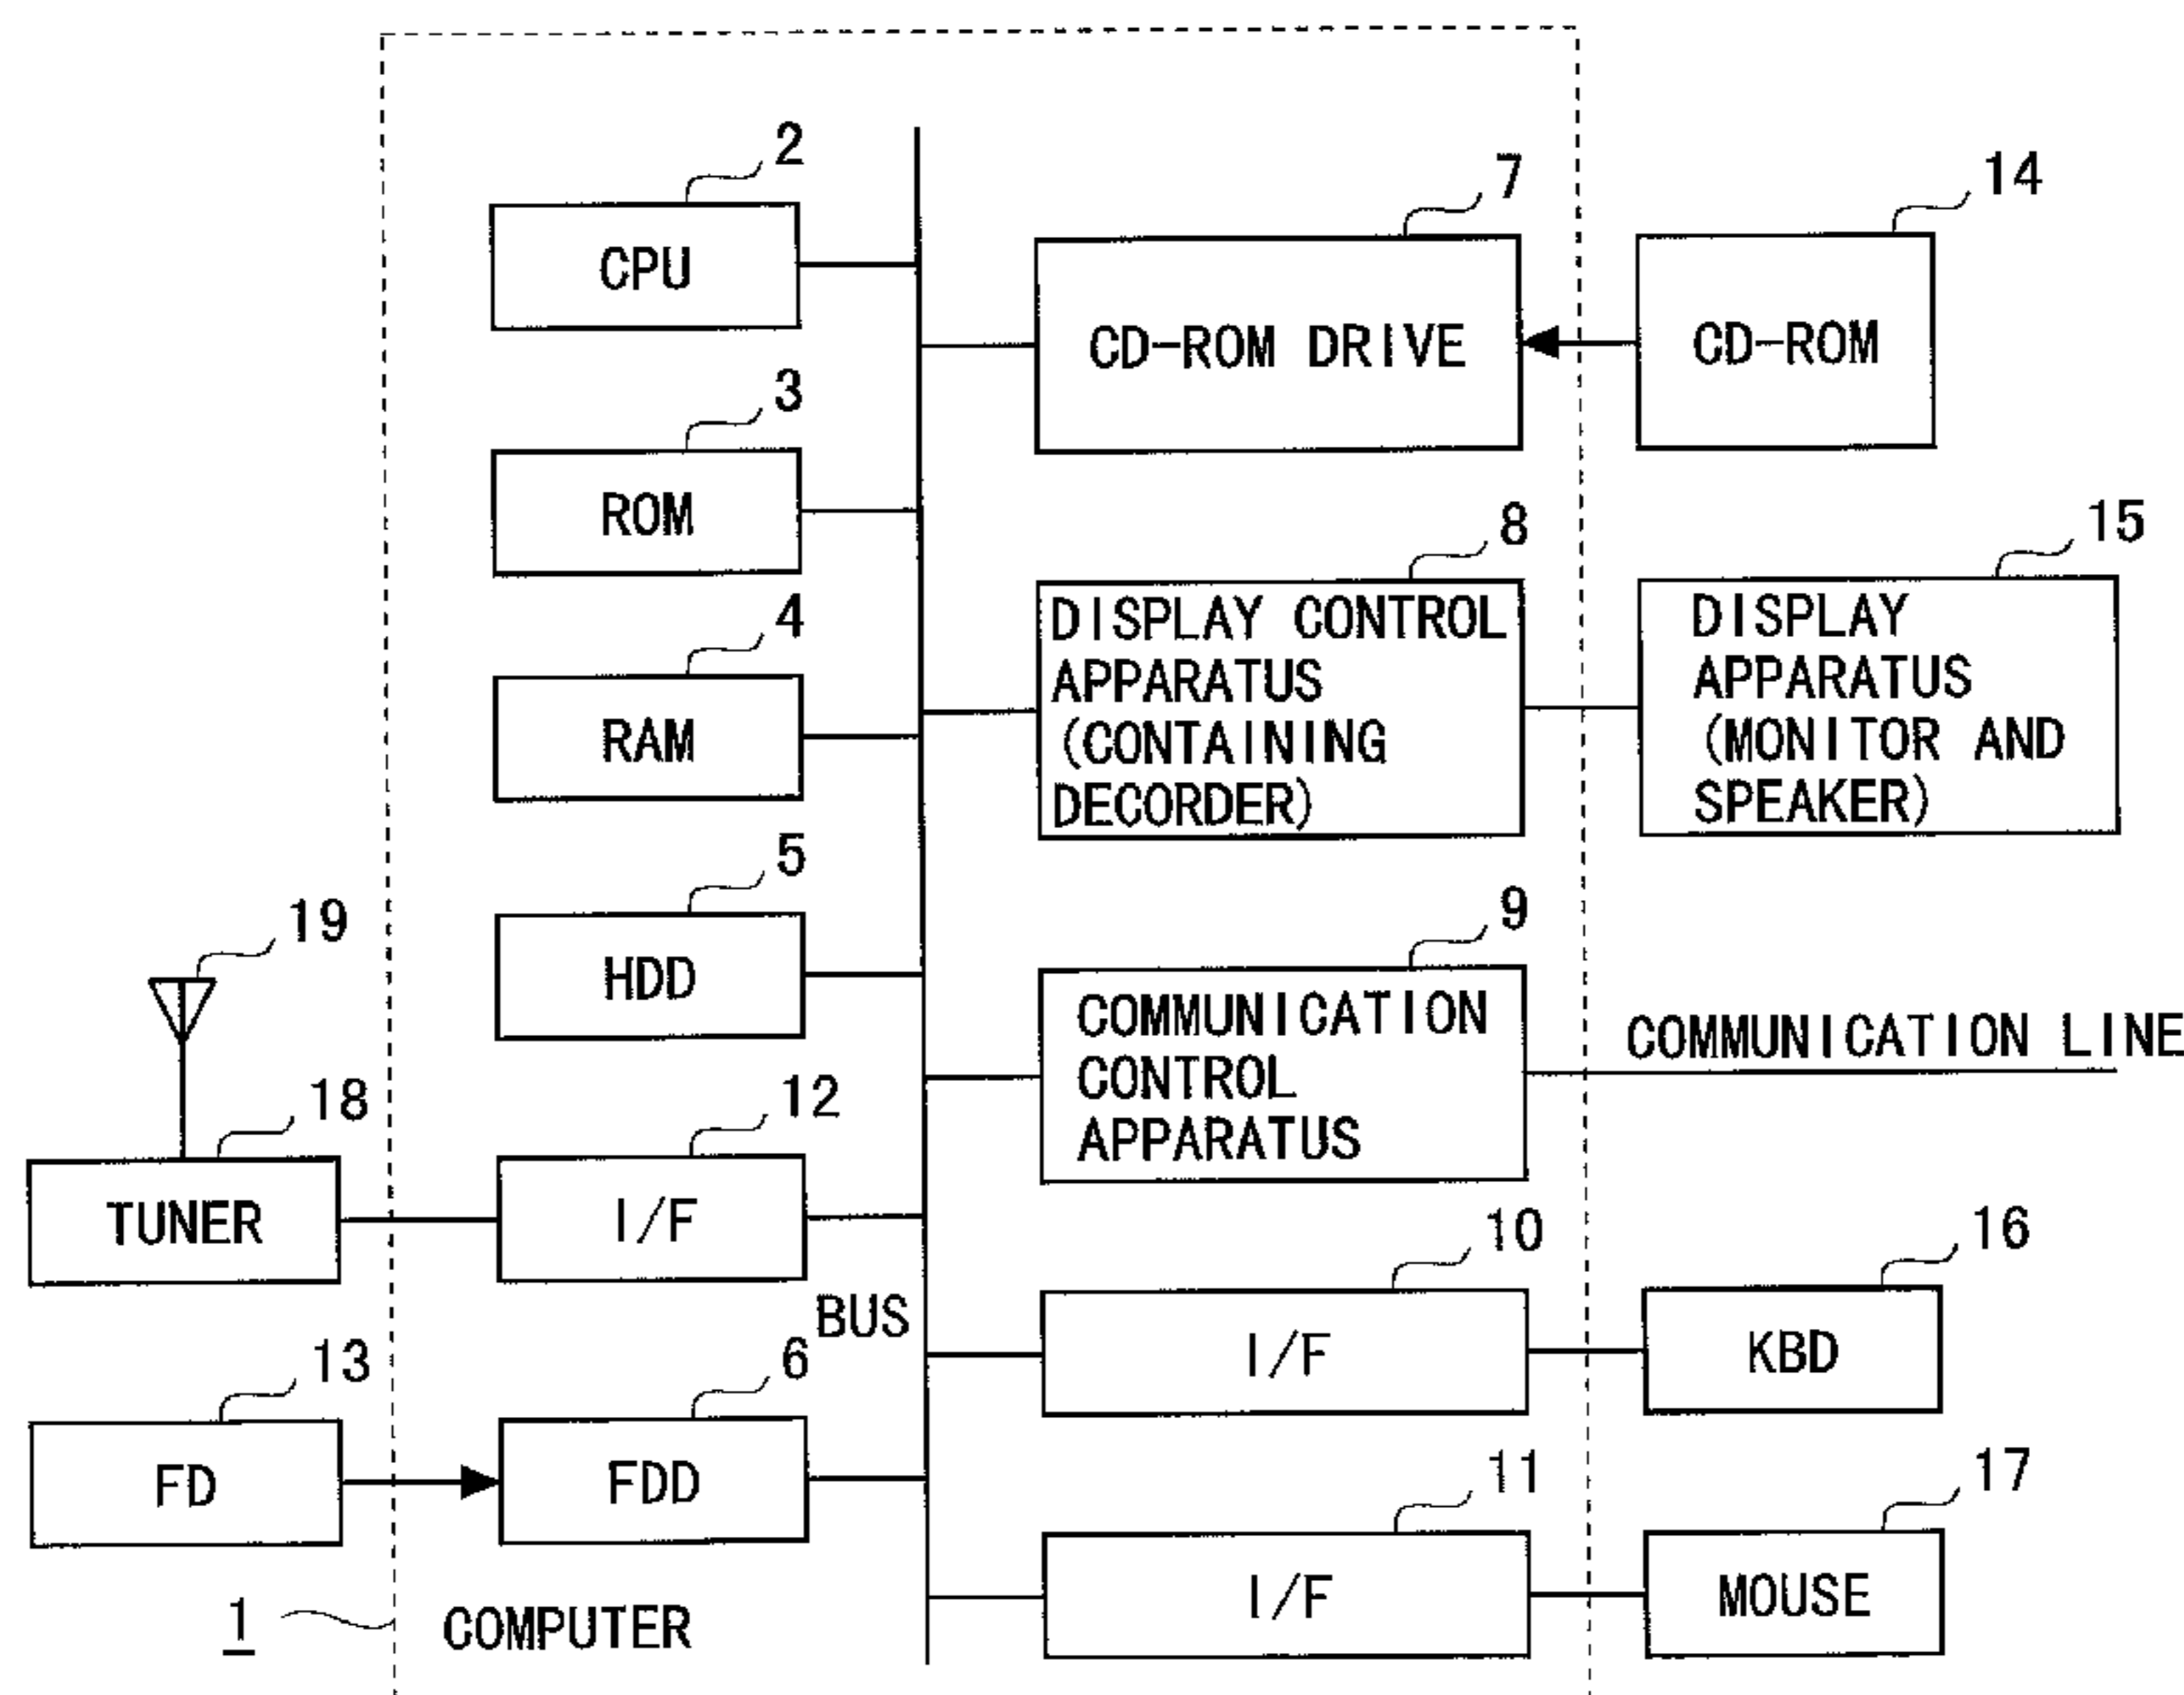 2
CPU
7
CD-ROM DRIVE
14
CD-ROM
3
ROM
8
DISPLAY CONTROL
APPARATUS
(CONTAINING
DECORDER)
15
DISPLAY
APPARATUS
(MONITOR AND
SPEAKER)
4
RAM
5
HDD
9
COMMUNICATION
CONTROL
APPARATUS
COMMUNICATION LINE
19
18
TUNER
12
I/F
10
I/F
16
KBD
BUS
13
FD
6
FDD
11
I/F
17
MOUSE
1
COMPUTER